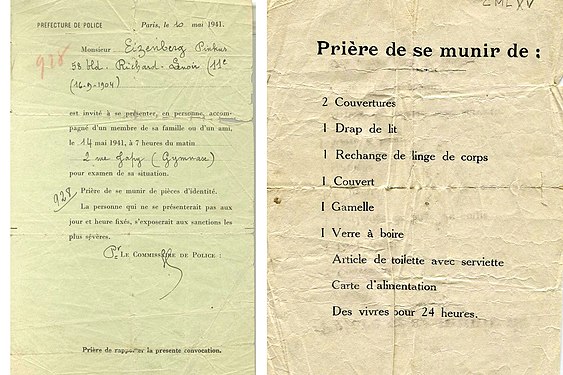 PRÉFECTURE DE POLICE
Paris, le 10 mai 1941.
928
Monsieur Eizenberg Pinkus
58 bld. Richard-Lenoir (11e
(16-9-1904)
est invité à se présenter, en personne, accom-
pagné d'un membre de sa famille ou d'un ami,
le 14 mai 1941, à 7 heures du matin
2 rue Japy (Gymnase)
pour examen de sa situation.
928
Prière de se munir de pièces d'identité.
La personne qui ne se présenterait pas aux
jour et heure fixés, s'exposerait aux sanctions les
plus sévères.
Pr LE COMMISSAIRE DE POLICE :
Prière de rapporter la présente convocation.
Prière de se munir de :
2 Couvertures
1 Drap de lit
1 Rechange de linge de corps
1 Couvert
1 Gamelle
1 Verre à boire
Article de toilette avec serviette
Carte d'alimentation
Des vivres pour 24 heures.